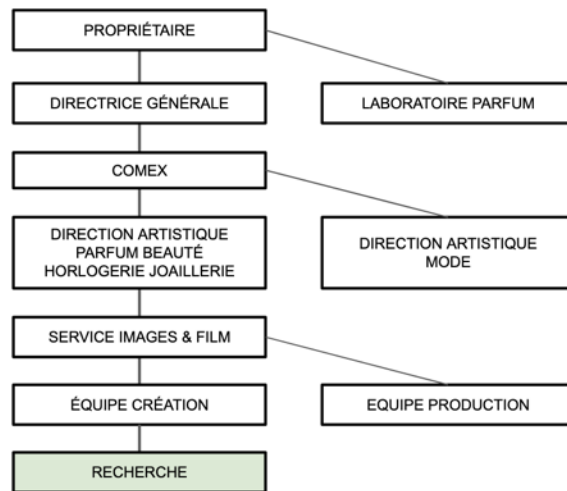 PROPRIÉTAIRE
DIRECTRICE GÉNÉRALE
LABORATOIRE PARFUM
COMEX
DIRECTION ARTISTIQUE
PARFUM BEAUTÉ
HORLOGERIE JOAILLERIE
DIRECTION ARTISTIQUE
MODE
SERVICE IMAGES & FILM
ÉQUIPE CRÉATION
EQUIPE PRODUCTION
RECHERCHE